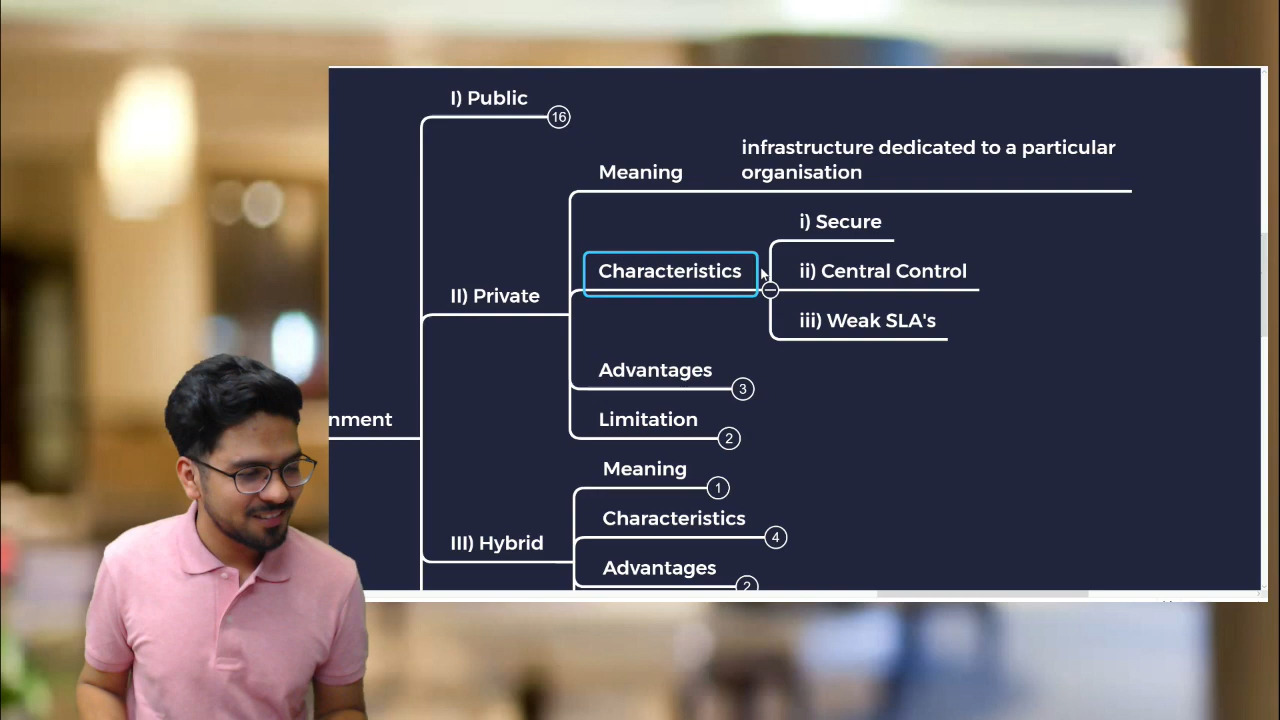 I) Public
16
infrastructure dedicated to a particular
Meaning
organisation
i) Secure
Characteristics
ii) Central Control
II) Private
iii) Weak SLA's
Advantages
3
nment
Limitation
2
Meaning
1
Characteristics
4
III) Hybrid
Advantages
2